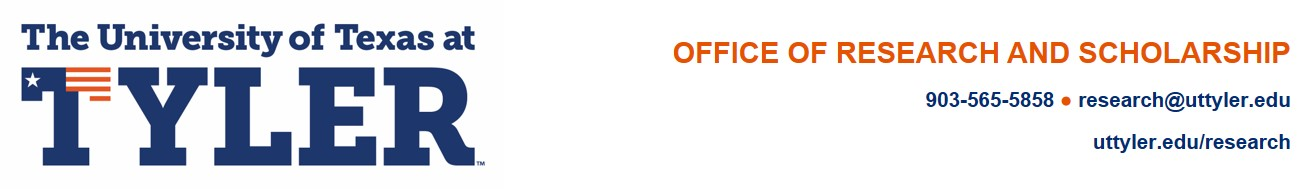 The University of Texas at
TYLER™
OFFICE OF RESEARCH AND SCHOLARSHIP
903-565-5858 ● research@uttyler.edu
uttyler.edu/research